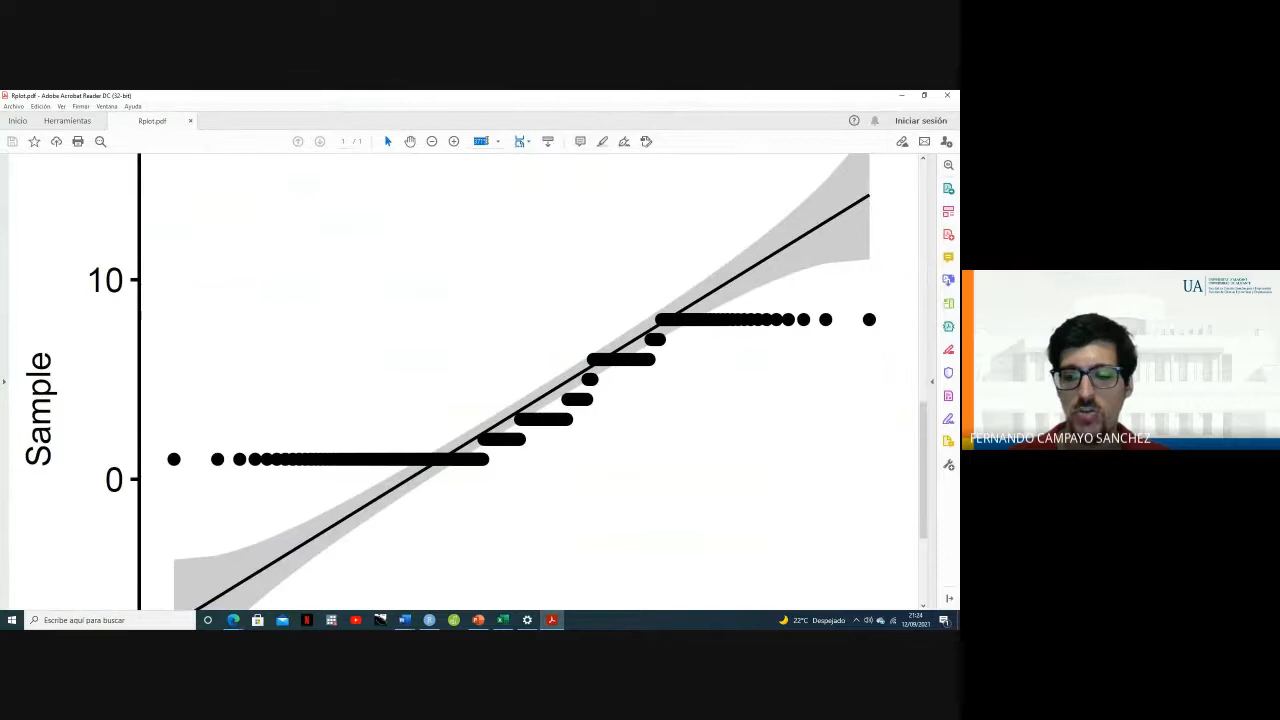 Rplot.pdf - Adobe Acrobat Reader DC (32-bit)
Archivo Edición Ver Firmar Ventana Ayuda
Inicio Herramientas Rplot.pdf × Iniciar sesión
1 / 1
10
0
Sample
UA
FERNANDO CAMPAYO SANCHEZ
Escribe aquí para buscar
22°C Despejado
21:24
12/09/2021